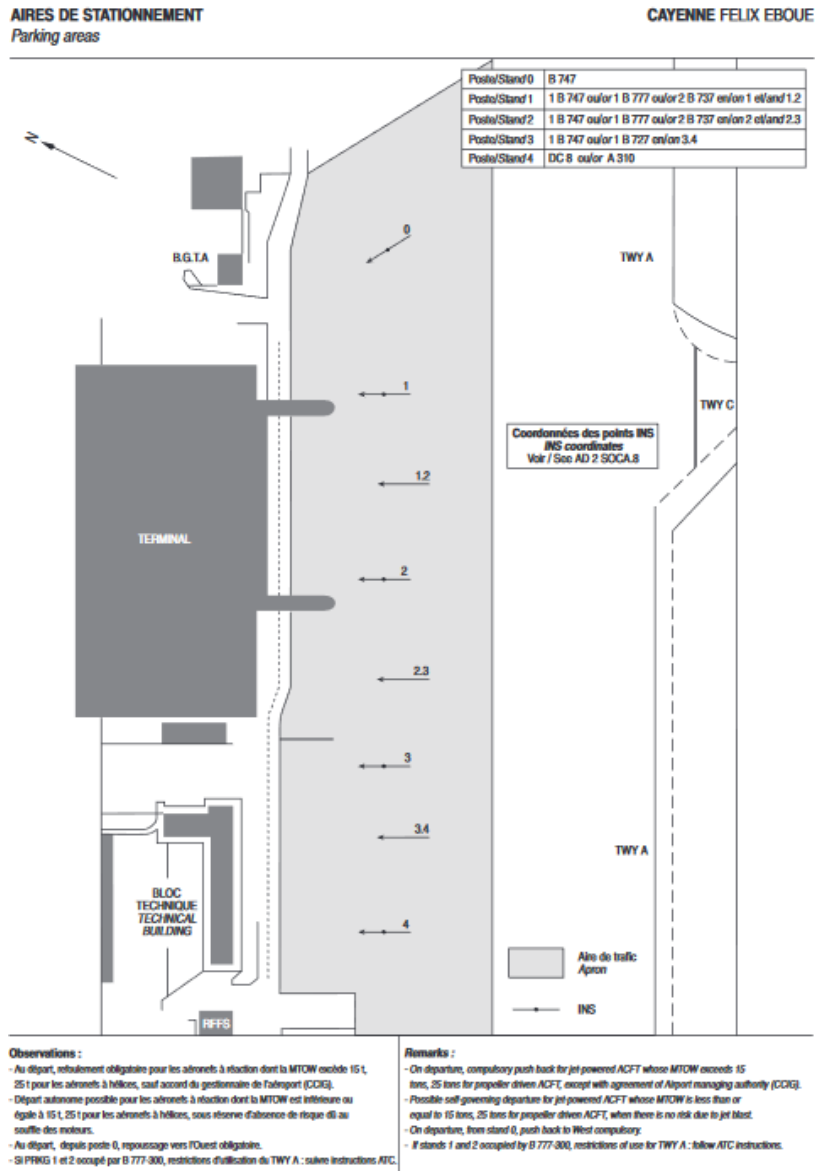 AIRES DE STATIONNEMENT
Parking areas
CAYENNE FELIX EBOUE
Poste/Stand 0 B 747
Poste/Stand 1 1 B 747 ou/or 1 B 777 ou/or 2 B 737 en/on 1 et/and 1.2
Poste/Stand 2 1 B 747 ou/or 1 B 777 ou/or 2 B 737 en/on 2 et/and 2.3
Poste/Stand 3 1 B 747 ou/or 1 B 727 en/on 3.4
Poste/Stand 4 DC 8 ou/or A 310
N
0
B.G.T.A
TWY A
1
TWY C
Coordonnées des points INS
INS coordinates
Voir / See AD 2 SOCA.8
1.2
TERMINAL
2
2.3
3
3.4
TWY A
BLOC
TECHNIQUE
TECHNICAL
BUILDING
4
Aire de trafic
Apron
INS
RFFS
Observations :
- Au départ, refoulement obligatoire pour les aéronefs à réaction dont la MTOW excède 15 t,
25 t pour les aéronefs à hélices, sauf accord du gestionnaire de l'aéroport (CCIG).
- Départ autonome possible pour les aéronefs à réaction dont la MTOW est inférieure ou
égale à 15 t, 25 t pour les aéronefs à hélices, sous réserve d'absence de risque dû au
souffle des moteurs.
- Au départ, depuis poste 0, repoussage vers l'Ouest obligatoire.
- Si PRKG 1 et 2 occupé par B 777-300, restrictions d'utilisation du TWY A : suivre instructions ATC.
Remarks :
- On departure, compulsory push back for jet-powered ACFT whose MTOW exceeds 15
tons, 25 tons for propeller driven ACFT, except with agreement of Airport managing authority (CCIG).
- Possible self-governing departure for jet-powered ACFT whose MTOW is less than or
equal to 15 tons, 25 tons for propeller driven ACFT, when there is no risk due to jet blast.
- On departure, from stand 0, push back to West compulsory.
- If stands 1 and 2 occupied by B 777-300, restrictions of use for TWY A : follow ATC instructions.